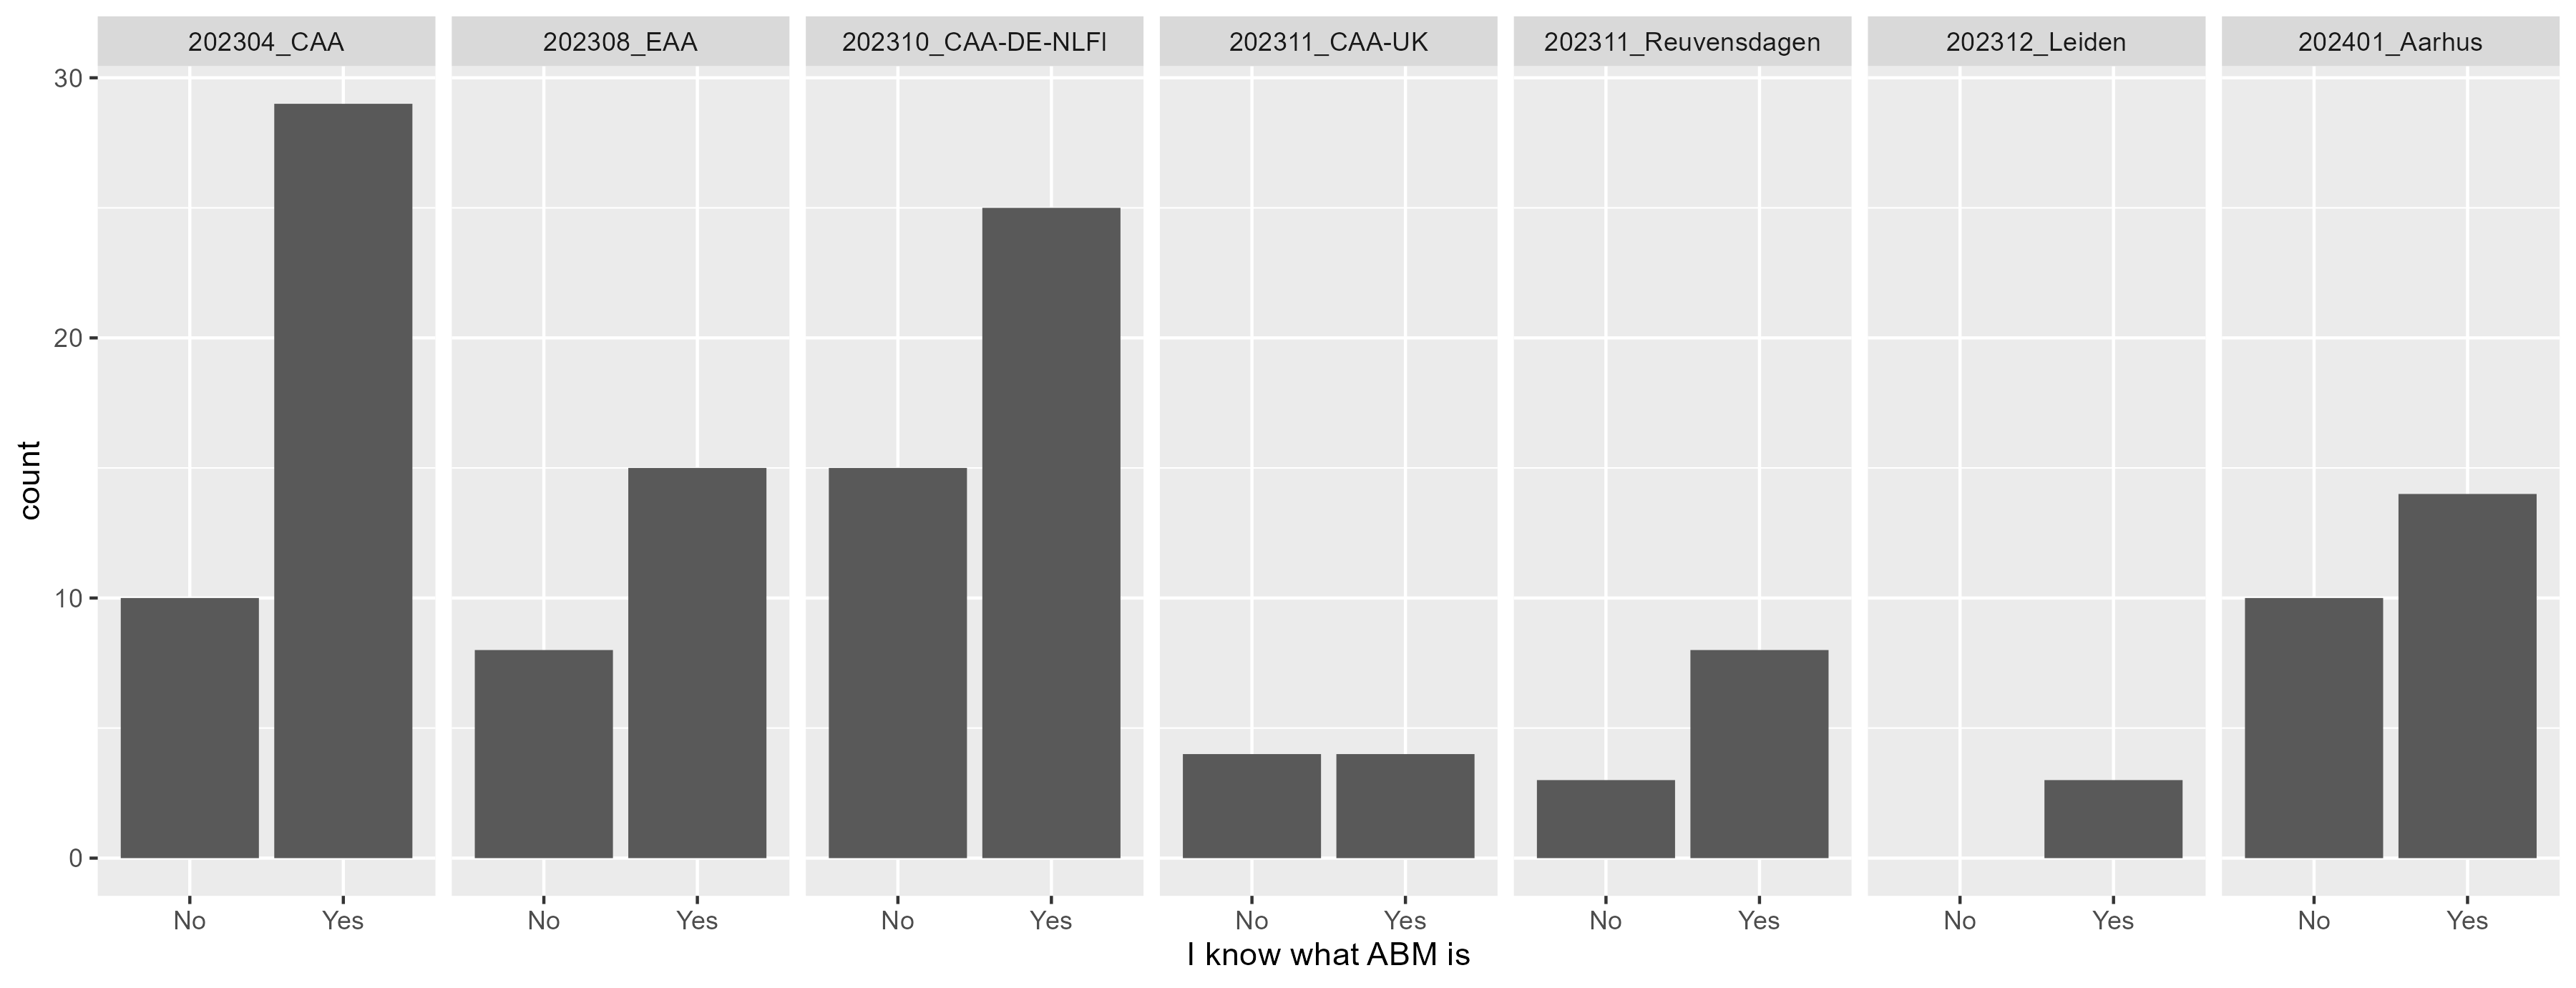 202304_CAA 202308_EAA 202310_CAA-DE-NLFI 202311_CAA-UK 202311_Reuvensdagen 202312_Leiden 202401_Aarhus
30
20
10
0
count
No Yes No Yes No Yes No Yes No Yes No Yes No Yes
I know what ABM is